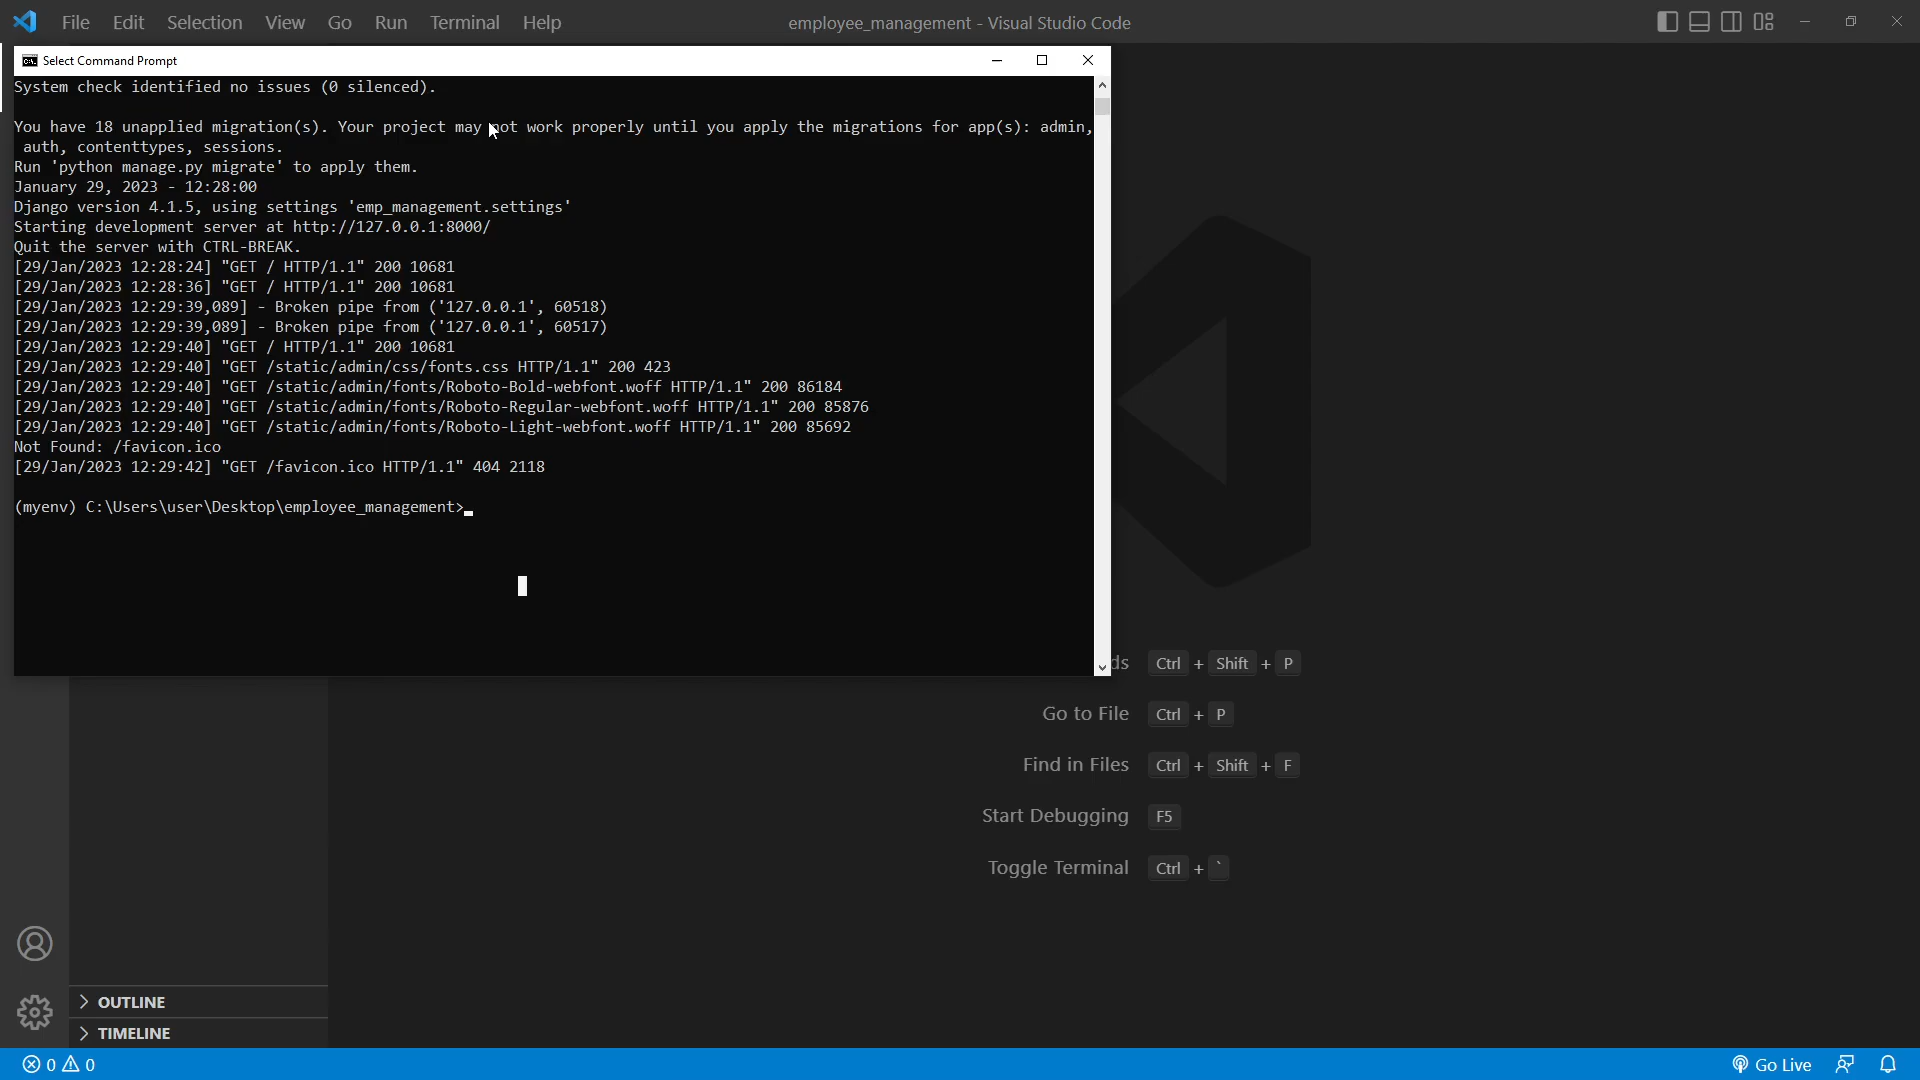 File Edit Selection View Go Run Terminal Help employee_management - Visual Studio Code
Select Command Prompt
System check identified no issues (0 silenced).
You have 18 unapplied migration(s). Your project may not work properly until you apply the migrations for app(s): admin,
auth, contenttypes, sessions.
Run 'python manage.py migrate' to apply them.
January 29, 2023 - 12:28:00
Django version 4.1.5, using settings 'emp_management.settings'
Starting development server at http://127.0.0.1:8000/
Quit the server with CTRL-BREAK.
[29/Jan/2023 12:28:24] "GET / HTTP/1.1" 200 10681
[29/Jan/2023 12:28:36] "GET / HTTP/1.1" 200 10681
[29/Jan/2023 12:29:39,089] - Broken pipe from ('127.0.0.1', 60518)
[29/Jan/2023 12:29:39,089] - Broken pipe from ('127.0.0.1', 60517)
[29/Jan/2023 12:29:40] "GET / HTTP/1.1" 200 10681
[29/Jan/2023 12:29:40] "GET /static/admin/css/fonts.css HTTP/1.1" 200 423
[29/Jan/2023 12:29:40] "GET /static/admin/fonts/Roboto-Bold-webfont.woff HTTP/1.1" 200 86184
[29/Jan/2023 12:29:40] "GET /static/admin/fonts/Roboto-Regular-webfont.woff HTTP/1.1" 200 85876
[29/Jan/2023 12:29:40] "GET /static/admin/fonts/Roboto-Light-webfont.woff HTTP/1.1" 200 85692
Not Found: /favicon.ico
[29/Jan/2023 12:29:42] "GET /favicon.ico HTTP/1.1" 404 2118
(myenv) C:\Users\user\Desktop\employee_management>
ds Ctrl + Shift + P
Go to File Ctrl + P
Find in Files Ctrl + Shift + F
Start Debugging F5
Toggle Terminal Ctrl + `
OUTLINE
TIMELINE
0 0 Go Live